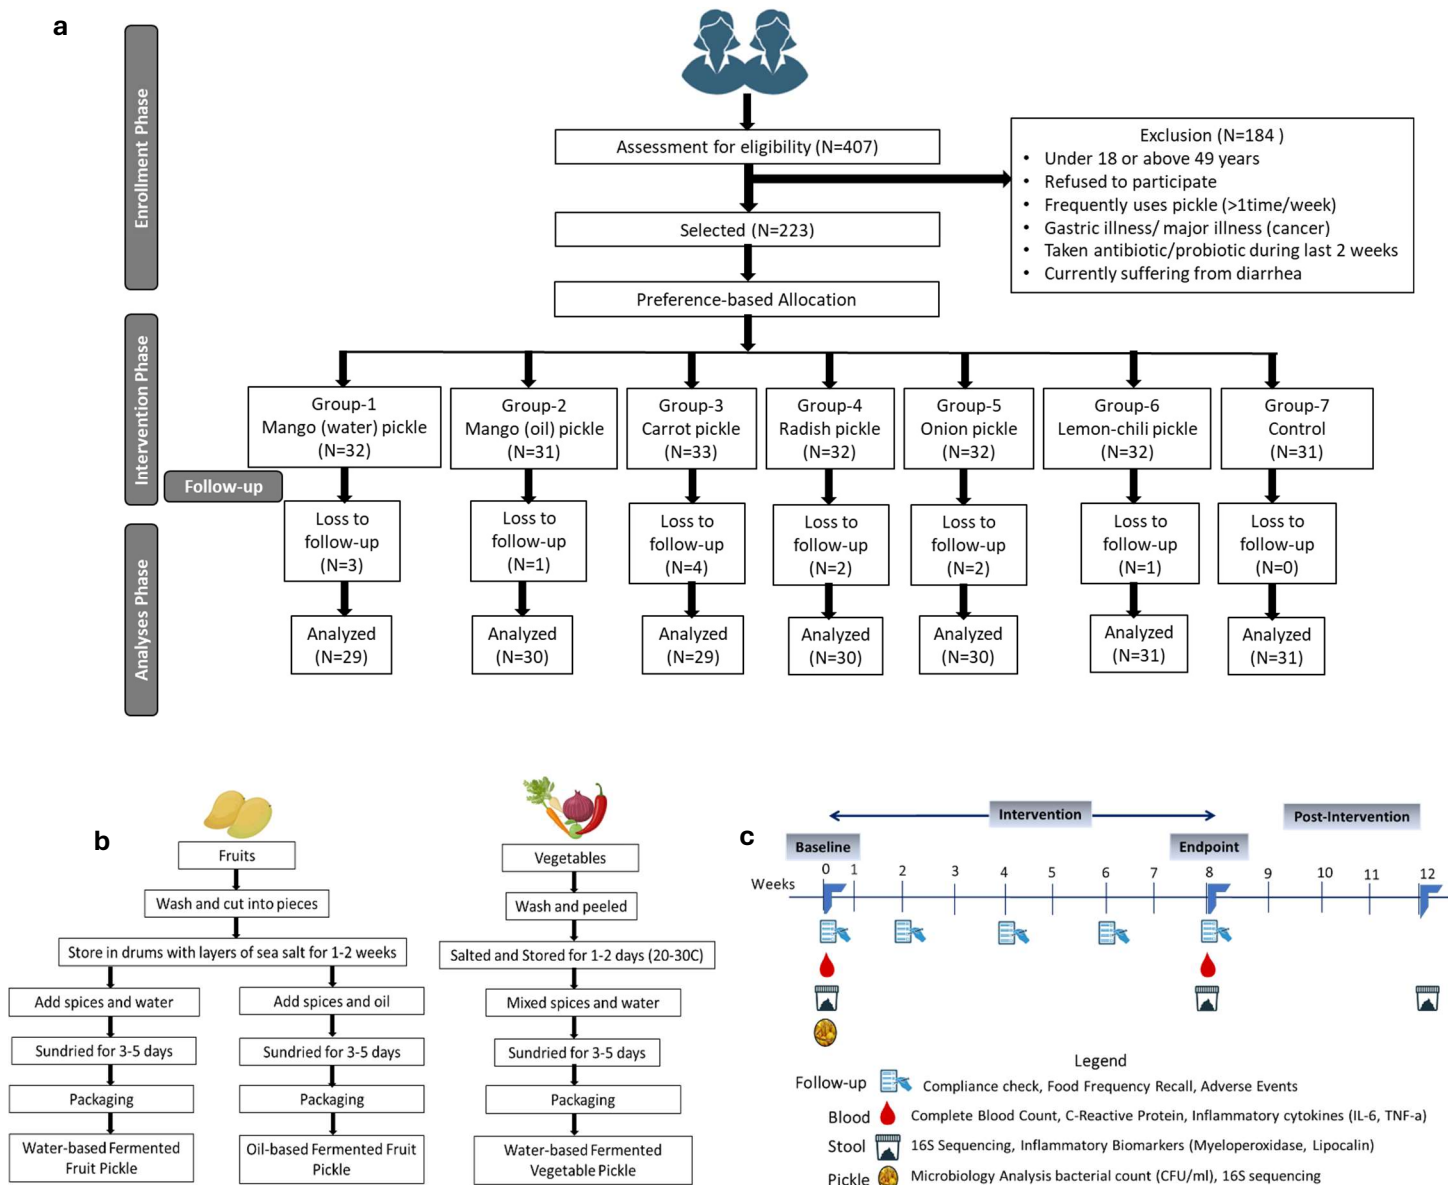 a
Enrollment Phase
Assessment for eligibility (N=407)
Exclusion (N=184 )
• Under 18 or above 49 years
• Refused to participate
• Frequently uses pickle (>1time/week)
• Gastric illness/ major illness (cancer)
• Taken antibiotic/probiotic during last 2 weeks
• Currently suffering from diarrhea
Selected (N=223)
Preference-based Allocation
Intervention Phase
Group-1
Mango (water) pickle
(N=32)
Group-2
Mango (oil) pickle
(N=31)
Group-3
Carrot pickle
(N=33)
Group-4
Radish pickle
(N=32)
Group-5
Onion pickle
(N=32)
Group-6
Lemon-chili pickle
(N=32)
Group-7
Control
(N=31)
Follow-up
Loss to
follow-up
(N=3)
Loss to
follow-up
(N=1)
Loss to
follow-up
(N=4)
Loss to
follow-up
(N=2)
Loss to
follow-up
(N=2)
Loss to
follow-up
(N=1)
Loss to
follow-up
(N=0)
Analyses Phase
Analyzed
(N=29)
Analyzed
(N=30)
Analyzed
(N=29)
Analyzed
(N=30)
Analyzed
(N=30)
Analyzed
(N=31)
Analyzed
(N=31)
b
Fruits
Wash and cut into pieces
Store in drums with layers of sea salt for 1-2 weeks
Add spices and water
Sundried for 3-5 days
Packaging
Water-based Fermented
Fruit Pickle
Add spices and oil
Sundried for 3-5 days
Packaging
Oil-based Fermented Fruit
Pickle
Vegetables
Wash and peeled
Salted and Stored for 1-2 days (20-30C)
Mixed spices and water
Sundried for 3-5 days
Packaging
Water-based Fermented
Vegetable Pickle
c
Intervention
Post-Intervention
Baseline
Endpoint
Weeks
0 1 2 3 4 5 6 7 8 9 10 11 12
Legend
Follow-up Compliance check, Food Frequency Recall, Adverse Events
Blood Complete Blood Count, C-Reactive Protein, Inflammatory cytokines (IL-6, TNF-a)
Stool 16S Sequencing, Inflammatory Biomarkers (Myeloperoxidase, Lipocalin)
Pickle Microbiology Analysis bacterial count (CFU/ml), 16S sequencing